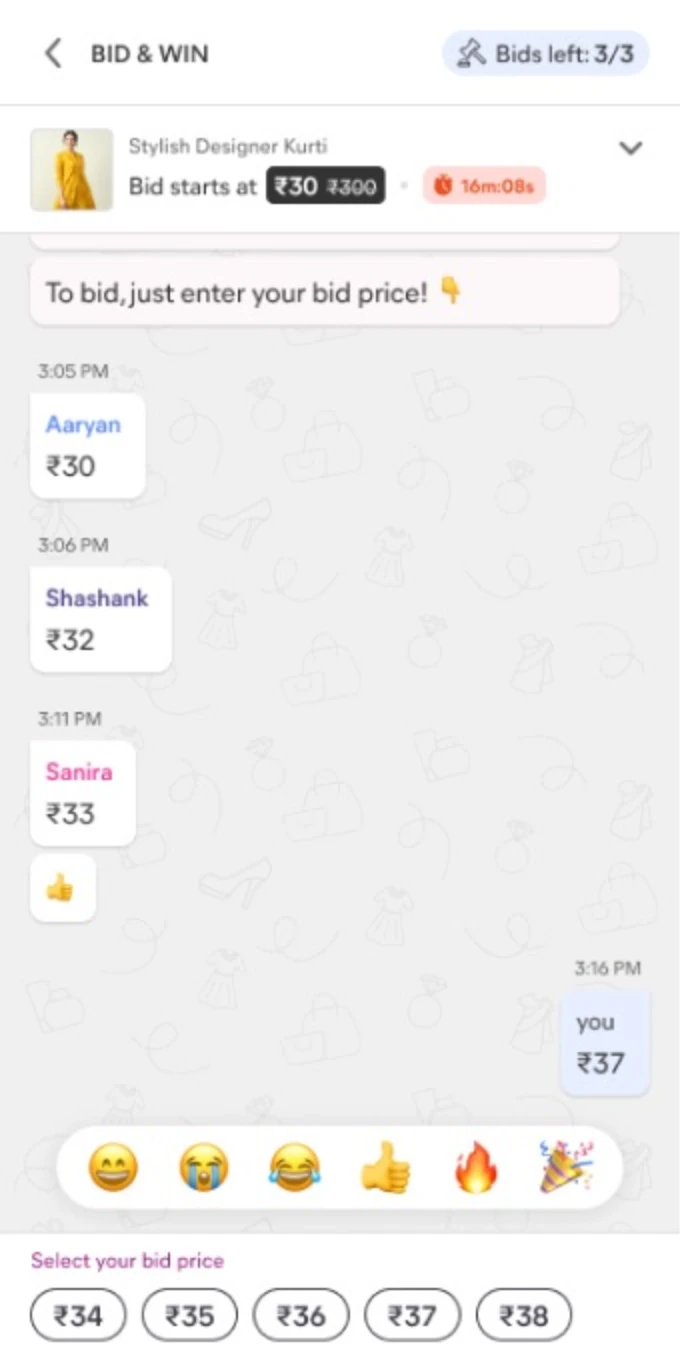 BID & WIN
Bids left: 3/3
Stylish Designer Kurti
Bid starts at ₹30 ₹300 • 16m:08s
To bid,just enter your bid price! 👇
3:05 PM
Aaryan
₹30
3:06 PM
Shashank
₹32
3:11 PM
Sanira
₹33
👍
3:16 PM
you
₹37
😄 😭 😂 👍 🔥 🎉
Select your bid price
₹34 ₹35 ₹36 ₹37 ₹38